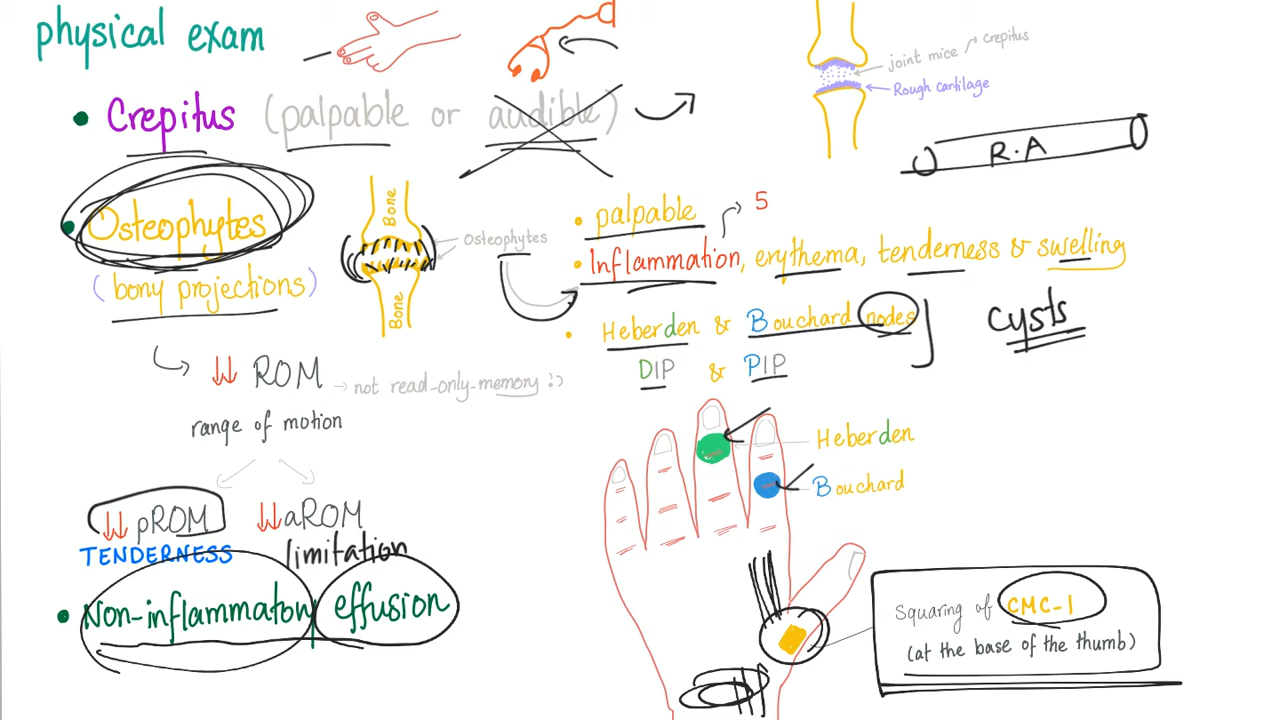 physical exam
• Crepitus (palpable or audible)
joint mice → Crepitus
Rough cartilage
R.A
• Osteophytes
(bony projections)
Bone
Bone
Osteophytes
• palpable
5
• Inflammation, erythema, tenderness & swelling
• Heberden & Bouchard nodes
DIP & PIP
cysts
↓↓ ROM → not read-only-memory :)
range of motion
↓↓ pROM
TENDERNESS
↓↓ aROM
limitation
• Non-inflammaton effusion
Heberden
Bouchard
Squaring of CMC-1
(at the base of the thumb)